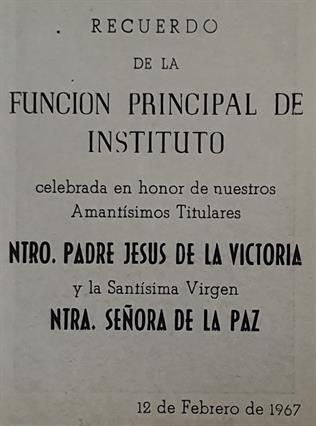 RECUERDO
DE LA
FUNCION PRINCIPAL DE
INSTITUTO
celebrada en honor de nuestros
Amantísimos Titulares
NTRO. PADRE JESUS DE LA VICTORIA
y la Santísima Virgen
NTRA. SEÑORA DE LA PAZ
12 de Febrero de 1967